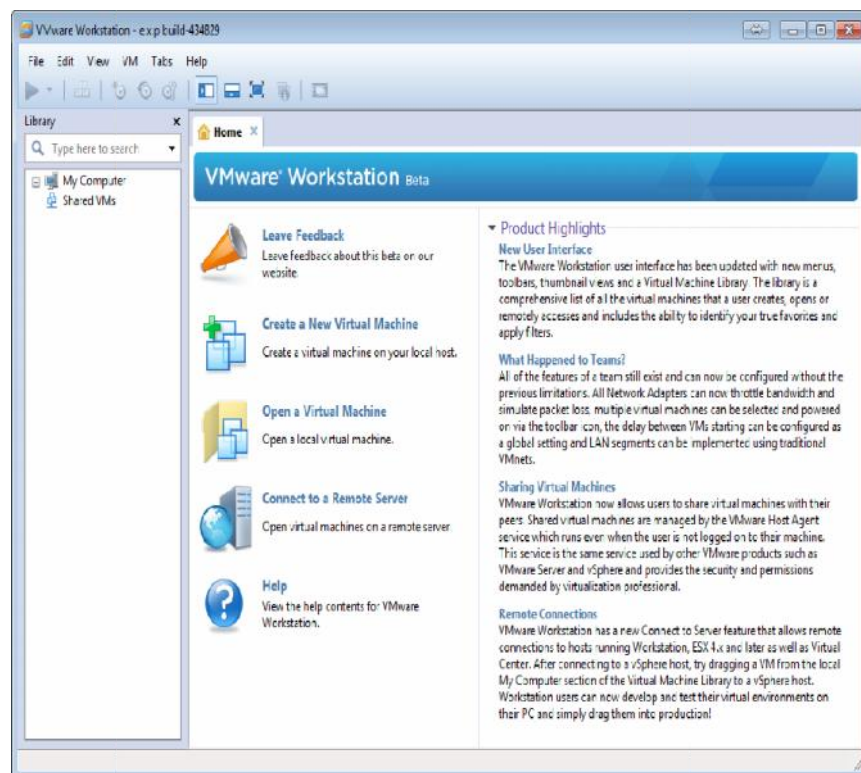 VMware Workstation - e.x.p build-434829
File Edit View VM Tabs Help
Library x
Home x
Type here to search
My Computer
Shared VMs
VMware® Workstation Beta
Leave Feedback
Leave feedback about this beta on our
website.
Create a New Virtual Machine
Create a virtual machine on your local host.
Open a Virtual Machine
Open a local virtual machine.
Connect to a Remote Server
Open virtual machines on a remote server
Help
View the help contents for VMware
Workstation.
Product Highlights
New User Interface
The VMware Workstation user interface has been updated with new menus,
toolbars, thumbnail views and a Virtual Machine Library. The library is a
comprehensive list of all the virtual machines that a user creates, opens or
remotely accesses and includes the ability to identify your true favorites and
apply filters.
What Happened to Teams?
All of the features of a team still exist and can now be configured without the
previous limitations. All Network Adapters can now throttle bandwidth and
simulate packet loss, multiple virtual machines can be selected and powered
on via the toolbar icon, the delay between VMs starting can be configured as
a global setting and LAN segments can be implemented using traditional
VMnets.
Sharing Virtual Machines
VMware Workstation now allows users to share virtual machines with their
peers. Shared virtual machines are managed by the VMware Host Agent
service which runs even when the user is not logged on to their machine.
This service is the same service used by other VMware products such as
VMware Server and vSphere and provides the security and permissions
demanded by virtualization professional.
Remote Connections
VMware Workstation has a new Connect to Server feature that allows remote
connections to hosts running Workstation, ESX 4.x and later as well as Virtual
Center. After connecting to a vSphere host, try dragging a VM from the local
My Computer section of the Virtual Machine Library to a vSphere host.
Workstation users can now develop and test their virtual environments on
their PC and simply drag them into production!